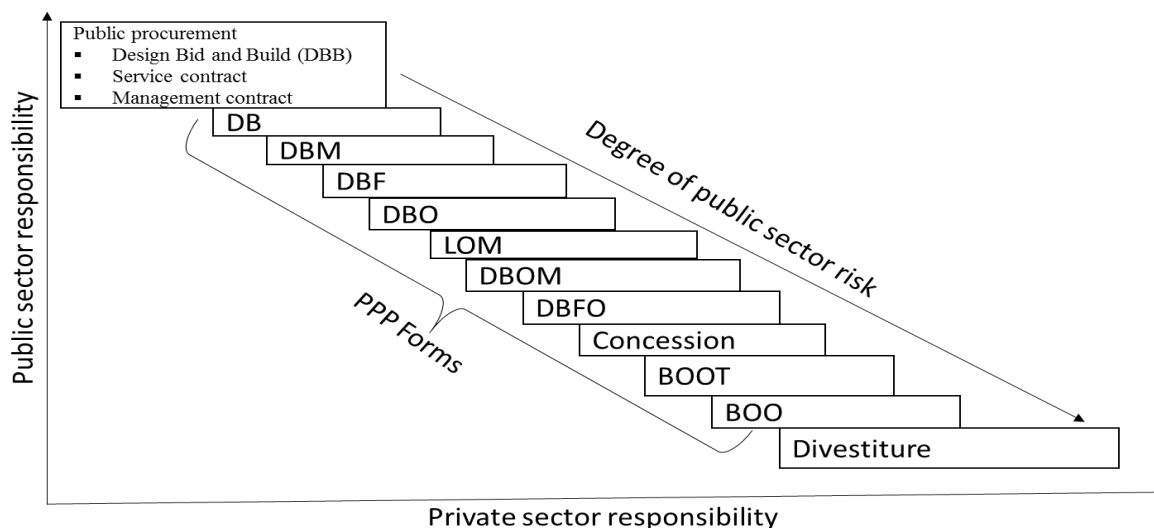 Public procurement
▪ Design Bid and Build (DBB)
▪ Service contract
▪ Management contract
DB
DBM
DBF
DBO
LOM
DBOM
DBFO
Concession
BOOT
BOO
Divestiture
Degree of public sector risk
PPP Forms
Public sector responsibility
Private sector responsibility